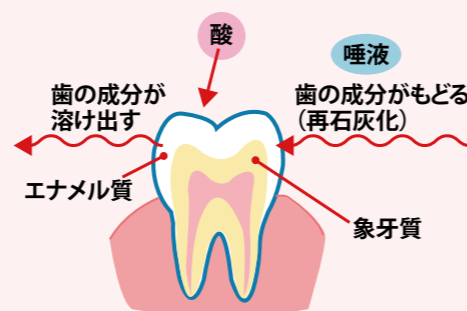 酸
唾液
歯の成分が
溶け出す
歯の成分がもどる
（再石灰化）
エナメル質
象牙質